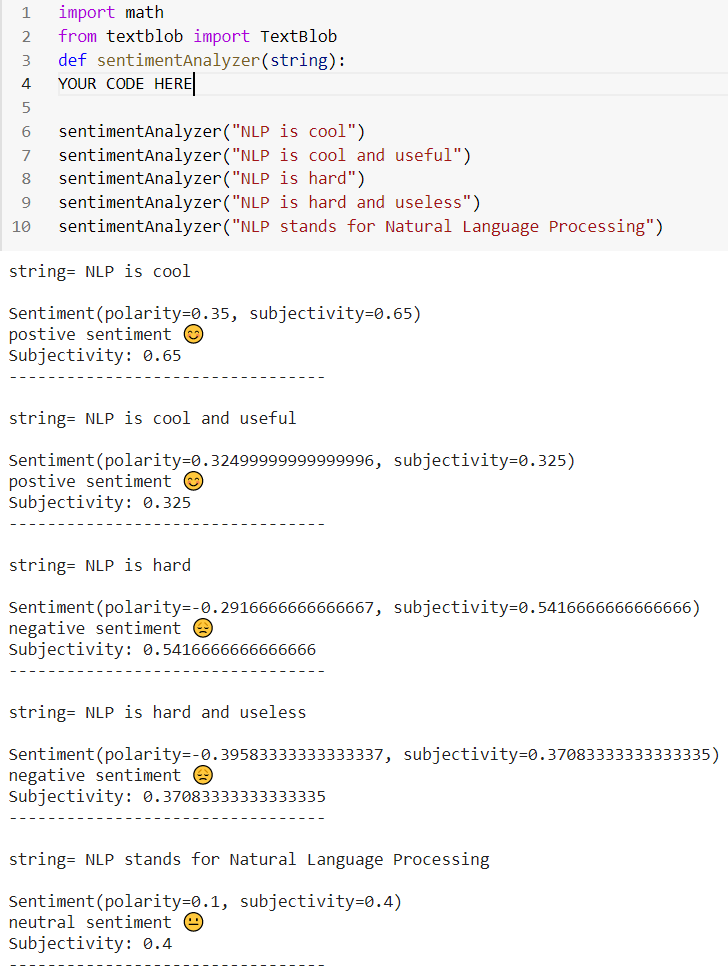 1 import math
2 from textblob import TextBlob
3 def sentimentAnalyzer(string):
4 YOUR CODE HERE
5
6 sentimentAnalyzer("NLP is cool")
7 sentimentAnalyzer("NLP is cool and useful")
8 sentimentAnalyzer("NLP is hard")
9 sentimentAnalyzer("NLP is hard and useless")
10 sentimentAnalyzer("NLP stands for Natural Language Processing")
string= NLP is cool
Sentiment(polarity=0.35, subjectivity=0.65)
postive sentiment 😊
Subjectivity: 0.65
---------------------------------
string= NLP is cool and useful
Sentiment(polarity=0.32499999999999996, subjectivity=0.325)
postive sentiment 😊
Subjectivity: 0.325
---------------------------------
string= NLP is hard
Sentiment(polarity=-0.2916666666666667, subjectivity=0.5416666666666666)
negative sentiment 😞
Subjectivity: 0.5416666666666666
---------------------------------
string= NLP is hard and useless
Sentiment(polarity=-0.39583333333333337, subjectivity=0.37083333333333335)
negative sentiment 😞
Subjectivity: 0.37083333333333335
---------------------------------
string= NLP stands for Natural Language Processing
Sentiment(polarity=0.1, subjectivity=0.4)
neutral sentiment 😐
Subjectivity: 0.4
---------------------------------